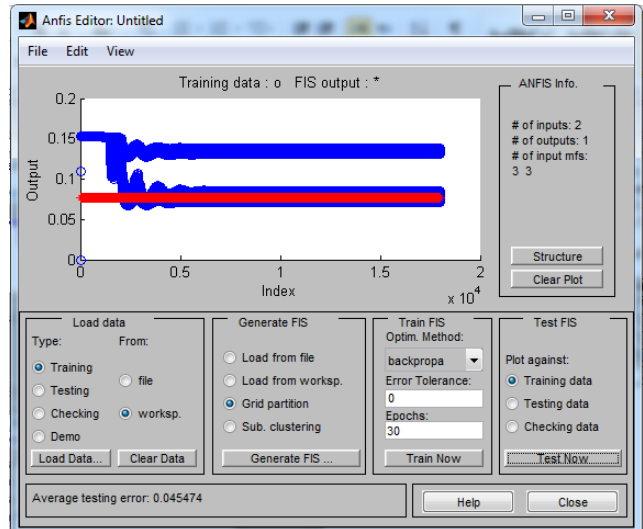 Anfis Editor: Untitled
File Edit View
Training data : o FIS output : *
0.2
0.15
0.1
0.05
0
Output
0 0.5 1 1.5 2
Index
x 10^4
ANFIS Info.
# of inputs: 2
# of outputs: 1
# of input mfs:
3 3
Structure
Clear Plot
Load data
Type: From:
Training
Testing
Checking
Demo
file
worksp.
Load Data... Clear Data
Generate FIS
Load from file
Load from worksp.
Grid partition
Sub. clustering
Generate FIS ...
Train FIS
Optim. Method:
backpropa
Error Tolerance:
0
Epochs:
30
Train Now
Test FIS
Plot against:
Training data
Testing data
Checking data
Test Now
Average testing error: 0.045474
Help Close